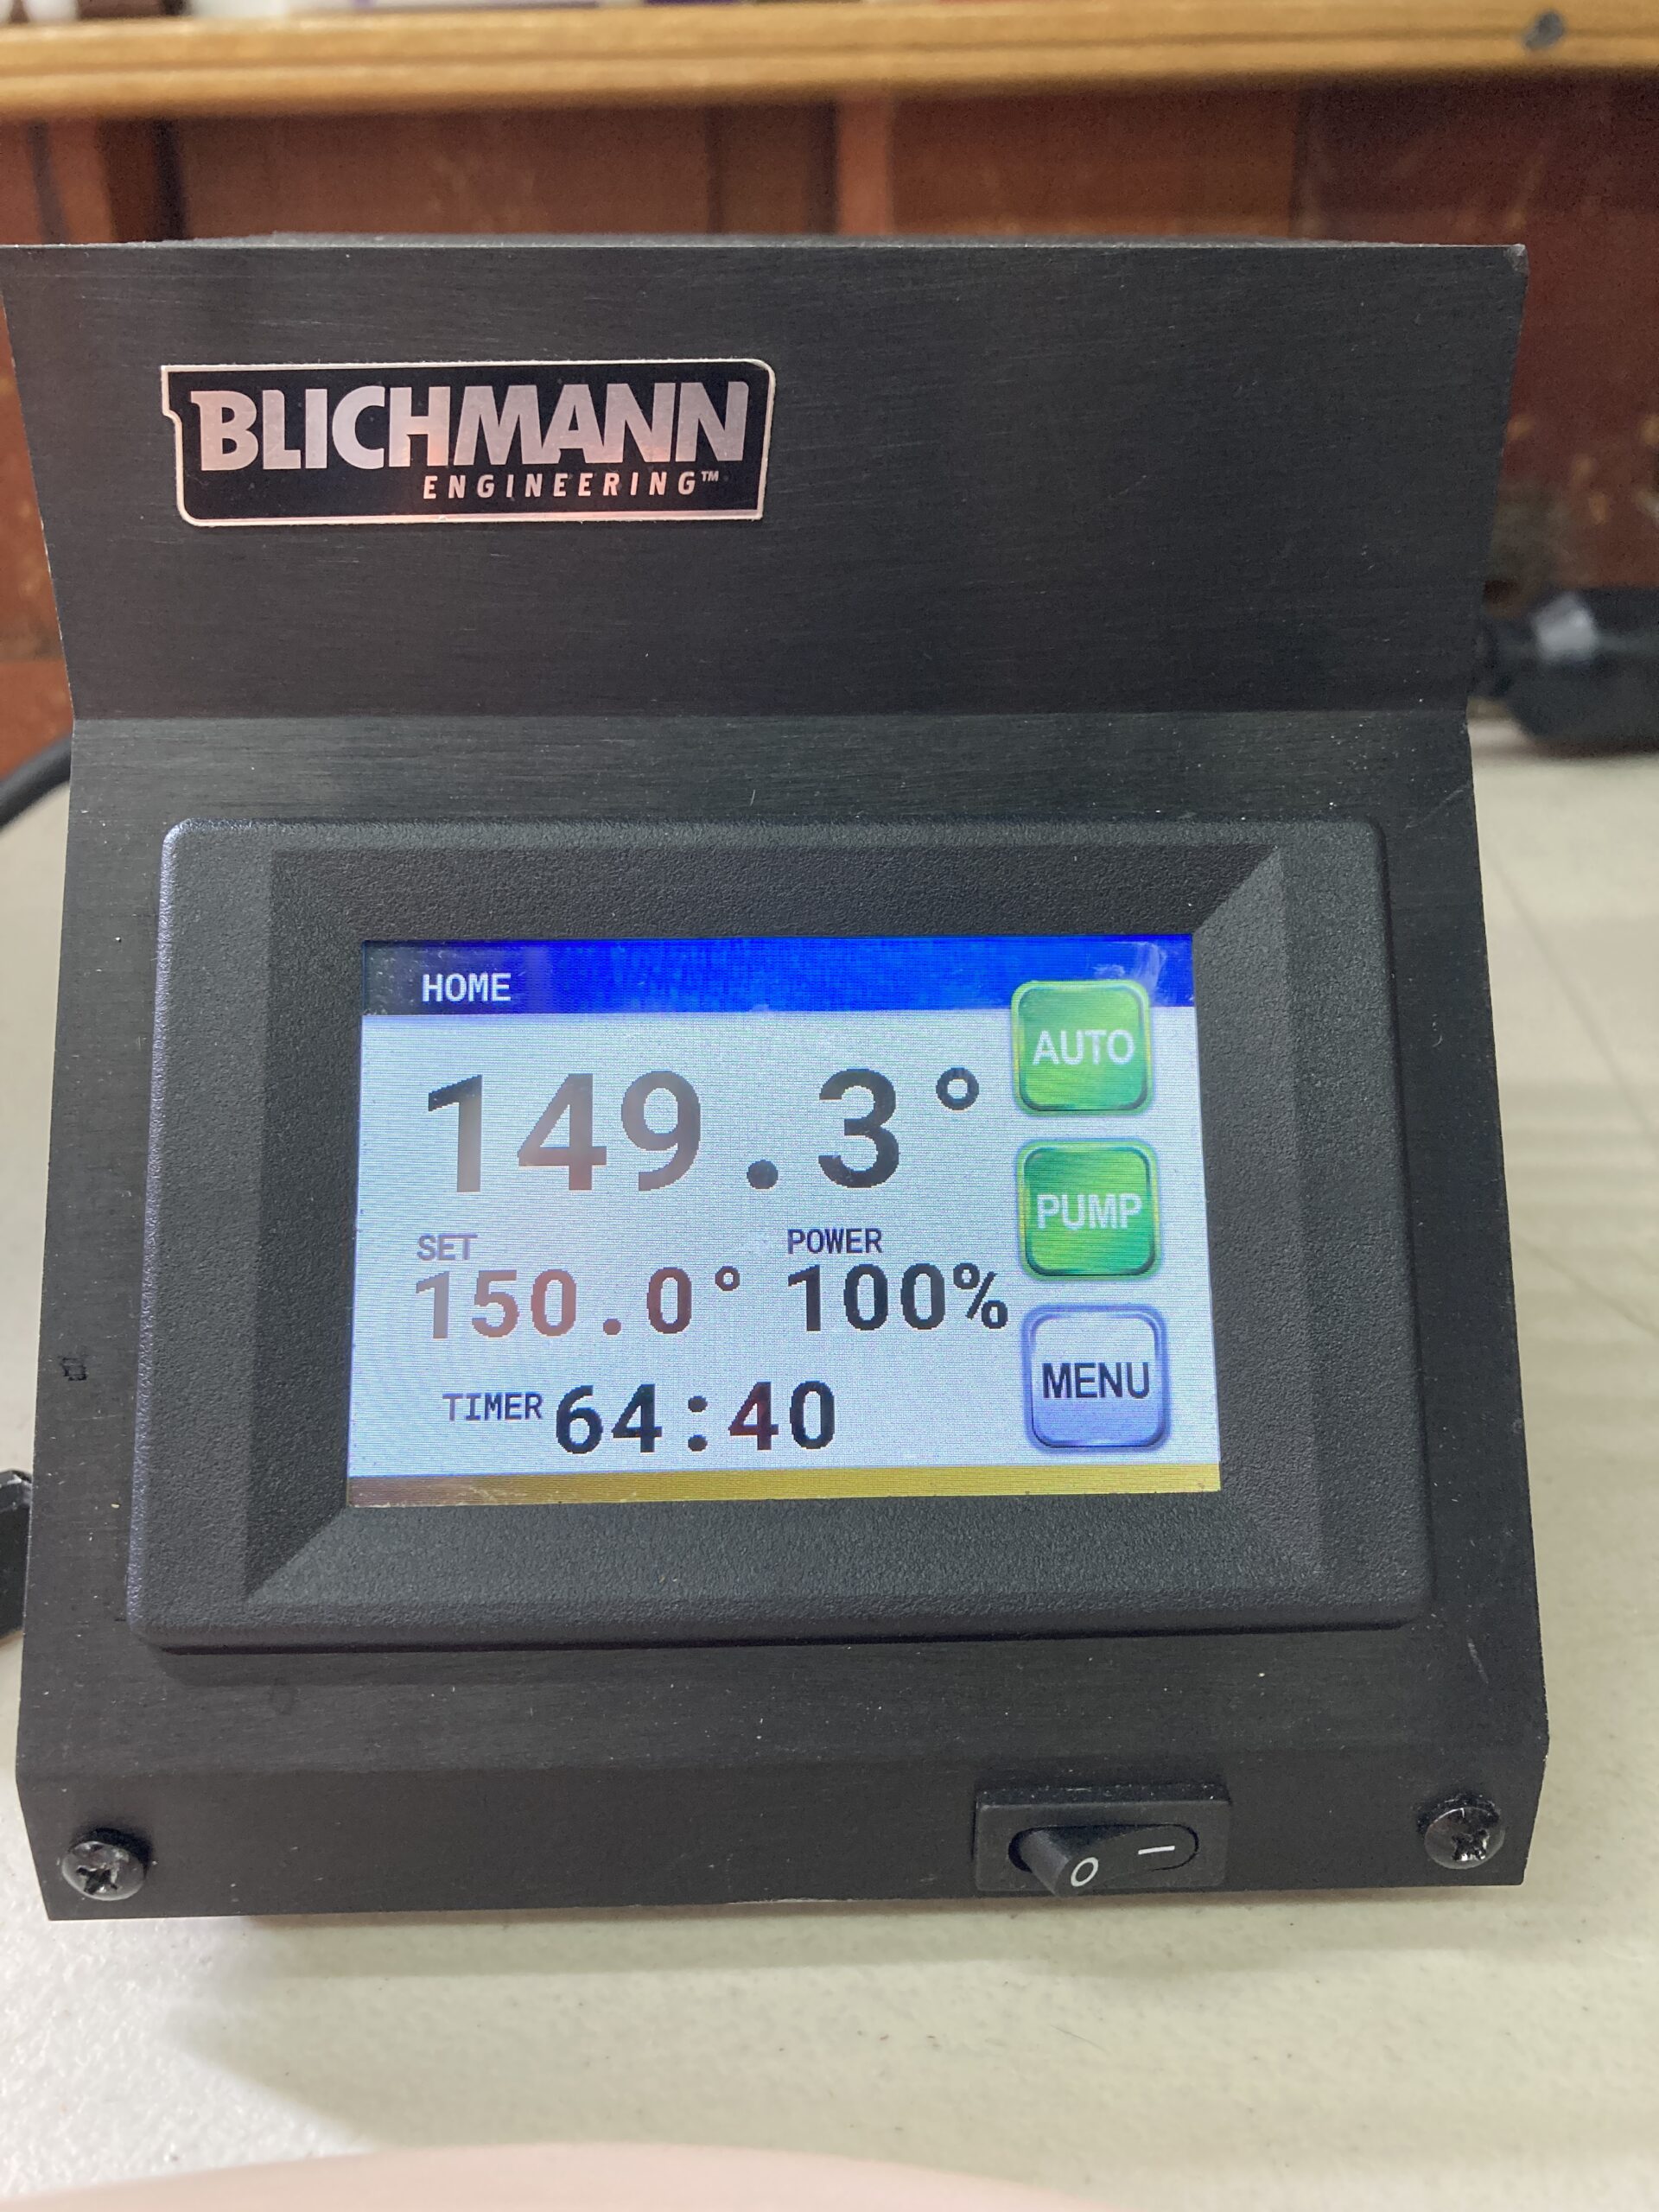 BLICHMANN
ENGINEERING™
HOME
AUTO
149.3°
PUMP
SET POWER
150.0° 100%
MENU
TIMER 64:40
O –